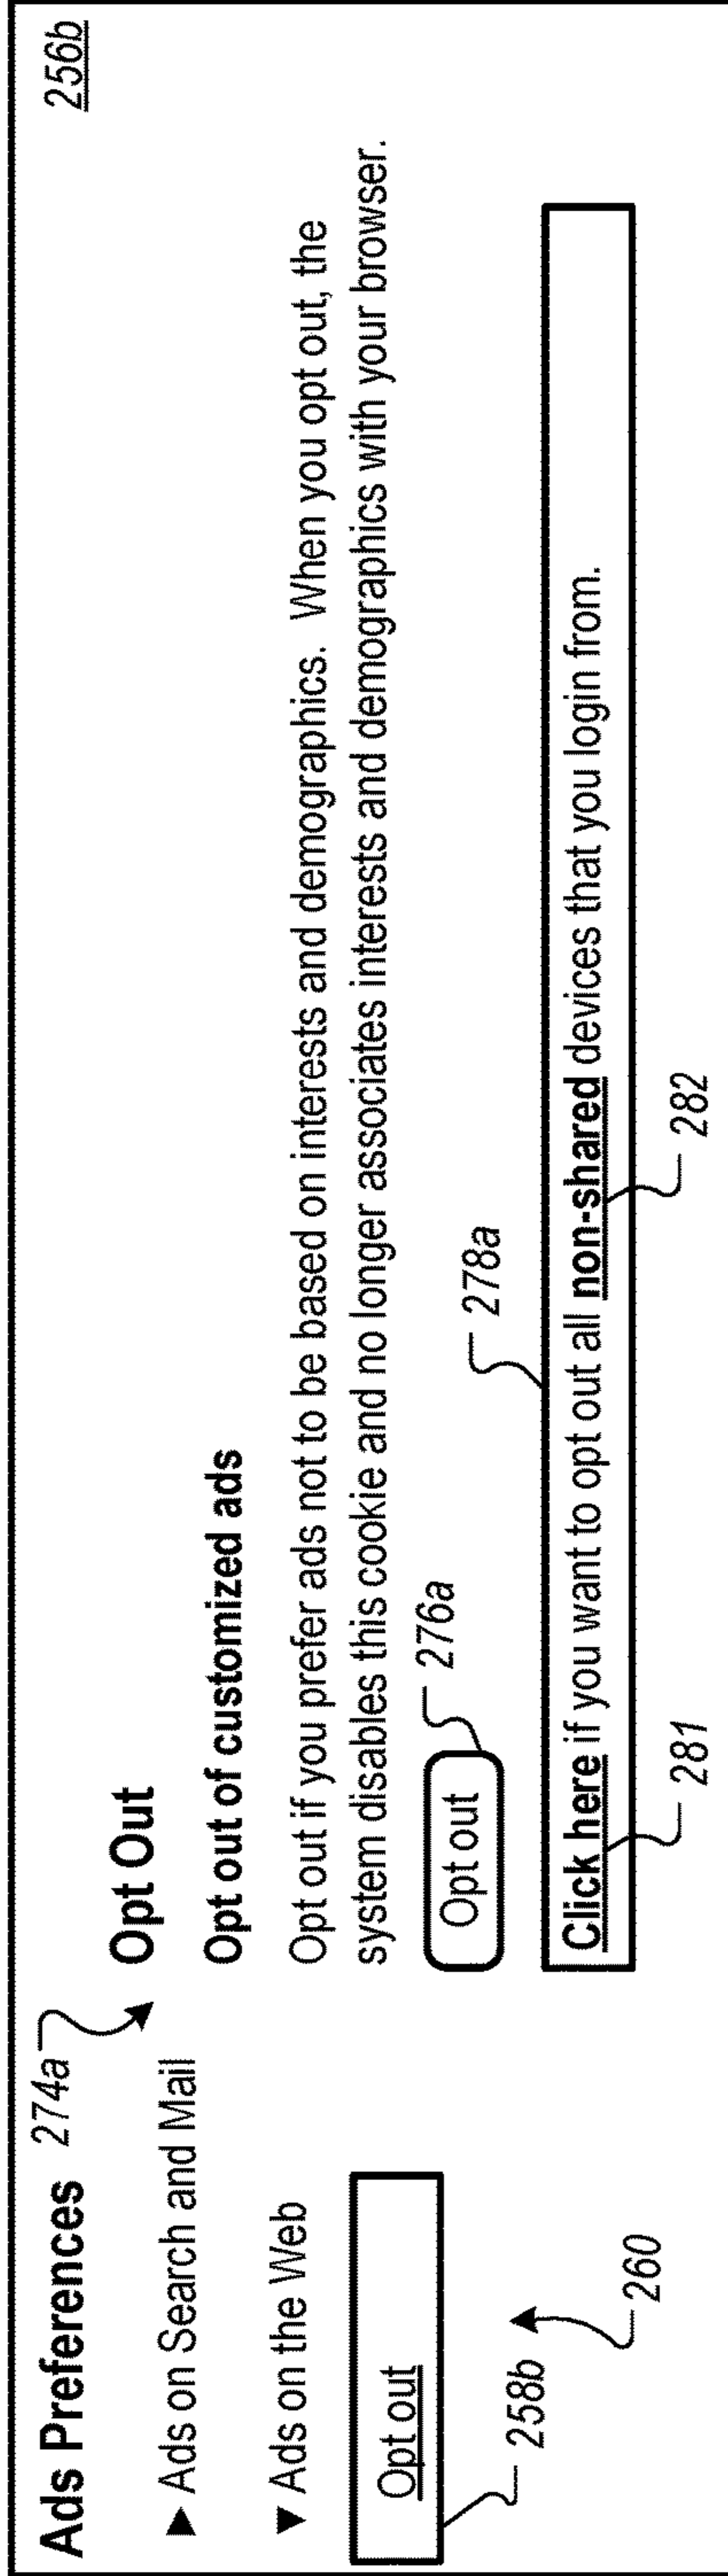 256b
Ads Preferences
274a
▶ Ads on Search and Mail
▼ Ads on the Web
Opt out
258b
260
Opt Out
Opt out of customized ads
Opt out if you prefer ads not to be based on interests and demographics. When you opt out, the
system disables this cookie and no longer associates interests and demographics with your browser.
Opt out
276a
278a
Click here if you want to opt out all non-shared devices that you login from.
281
282